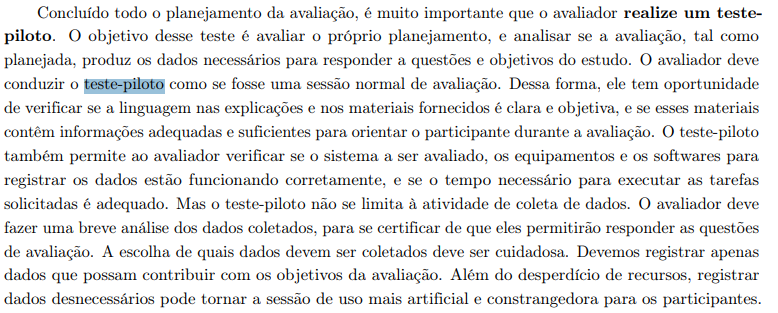 Concluído todo o planejamento da avaliação, é muito importante que o avaliador realize um teste-
piloto. O objetivo desse teste é avaliar o próprio planejamento, e analisar se a avaliação, tal como
planejada, produz os dados necessários para responder a questões e objetivos do estudo. O avaliador deve
conduzir o teste-piloto como se fosse uma sessão normal de avaliação. Dessa forma, ele tem oportunidade
de verificar se a linguagem nas explicações e nos materiais fornecidos é clara e objetiva, e se esses materiais
contêm informações adequadas e suficientes para orientar o participante durante a avaliação. O teste-piloto
também permite ao avaliador verificar se o sistema a ser avaliado, os equipamentos e os softwares para
registrar os dados estão funcionando corretamente, e se o tempo necessário para executar as tarefas
solicitadas é adequado. Mas o teste-piloto não se limita à atividade de coleta de dados. O avaliador deve
fazer uma breve análise dos dados coletados, para se certificar de que eles permitirão responder as questões
de avaliação. A escolha de quais dados devem ser coletados deve ser cuidadosa. Devemos registrar apenas
dados que possam contribuir com os objetivos da avaliação. Além do desperdício de recursos, registrar
dados desnecessários pode tornar a sessão de uso mais artificial e constrangedora para os participantes.